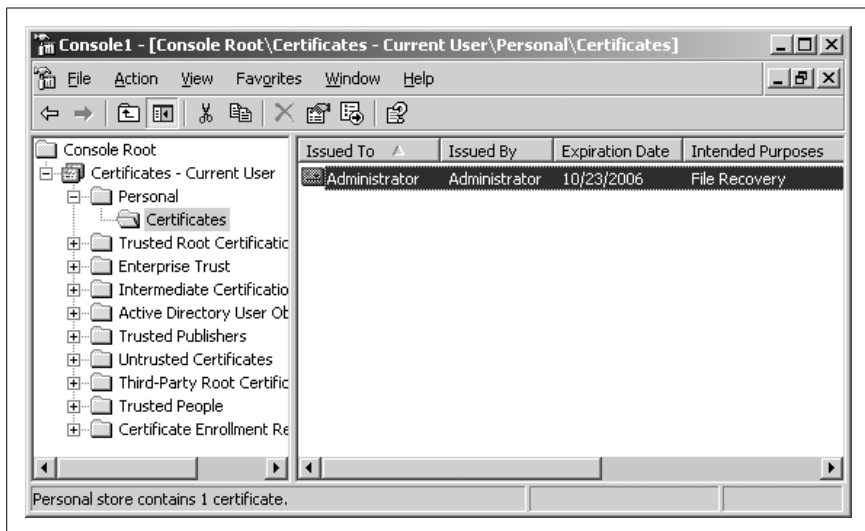 Console1 - [Console Root\Certificates - Current User\Personal\Certificates]
File Action View Favorites Window Help
Console Root
Certificates - Current User
Personal
Certificates
Trusted Root Certificatic
Enterprise Trust
Intermediate Certificatio
Active Directory User Ob
Trusted Publishers
Untrusted Certificates
Third-Party Root Certific
Trusted People
Certificate Enrollment Re
Issued To Issued By Expiration Date Intended Purposes
Administrator Administrator 10/23/2006 File Recovery
Personal store contains 1 certificate.